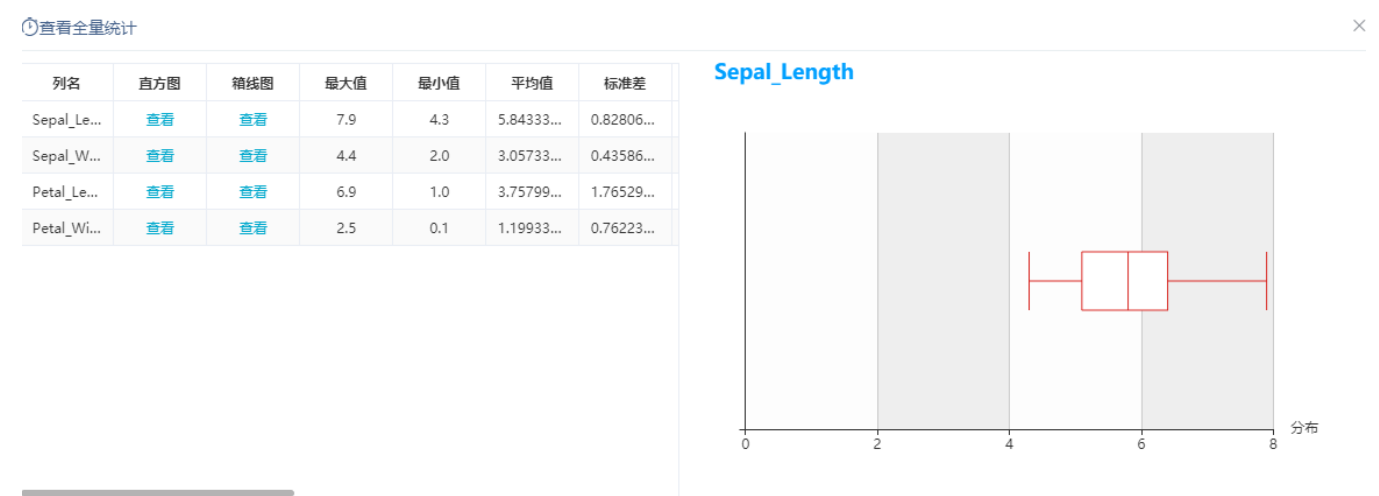 查看全量统计
列名 直方图 箱线图 最大值 最小值 平均值 标准差
Sepal_Le... 查看 查看 7.9 4.3 5.84333... 0.82806...
Sepal_W... 查看 查看 4.4 2.0 3.05733... 0.43586...
Petal_Le... 查看 查看 6.9 1.0 3.75799... 1.76529...
Petal_Wi... 查看 查看 2.5 0.1 1.19933... 0.76223...
Sepal_Length
分布
0 2 4 6 8